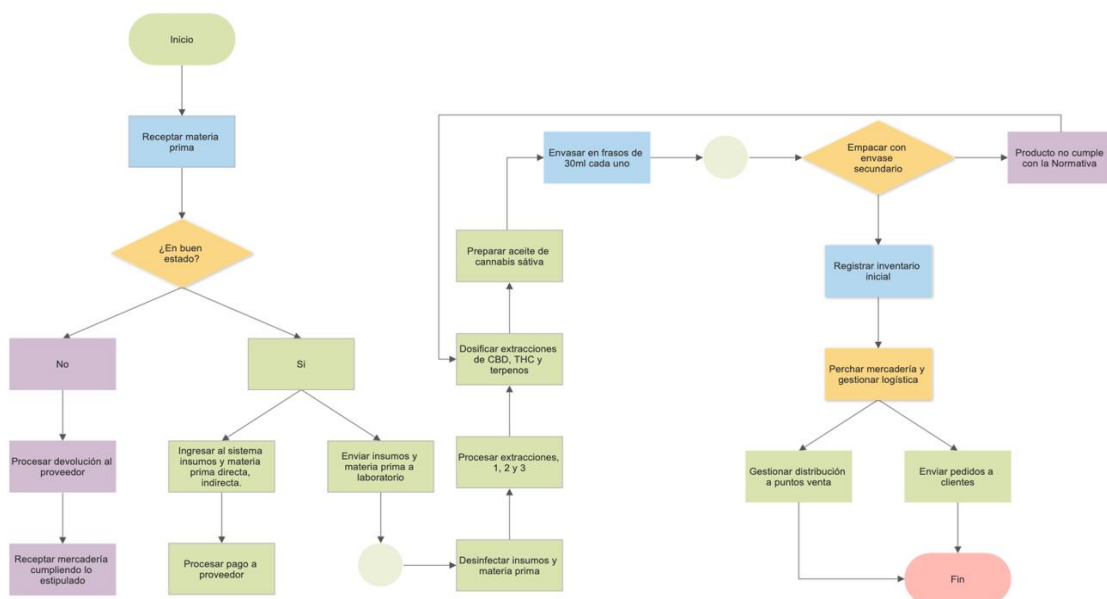 Inicio
Receptar materia
prima
¿En buen
estado?
No
Si
Procesar devolución al
proveedor
Ingresar al sistema
insumos y materia
prima directa,
indirecta.
Enviar insumos y
materia prima a
laboratorio
Receptar mercadería
cumpliendo lo
estipulado
Procesar pago a
proveedor
Desinfectar insumos y
materia prima
Procesar extracciones,
1, 2 y 3
Dosificar extracciones
de CBD, THC y
terpenos
Preparar aceite de
cannabis sátiva
Envasar en frasos de
30ml cada uno
Empacar con
envase
secundario
Producto no cumple
con la Normativa
Registrar inventario
inicial
Perchar mercadería y
gestionar logística
Gestionar distribución
a puntos venta
Enviar pedidos a
clientes
Fin